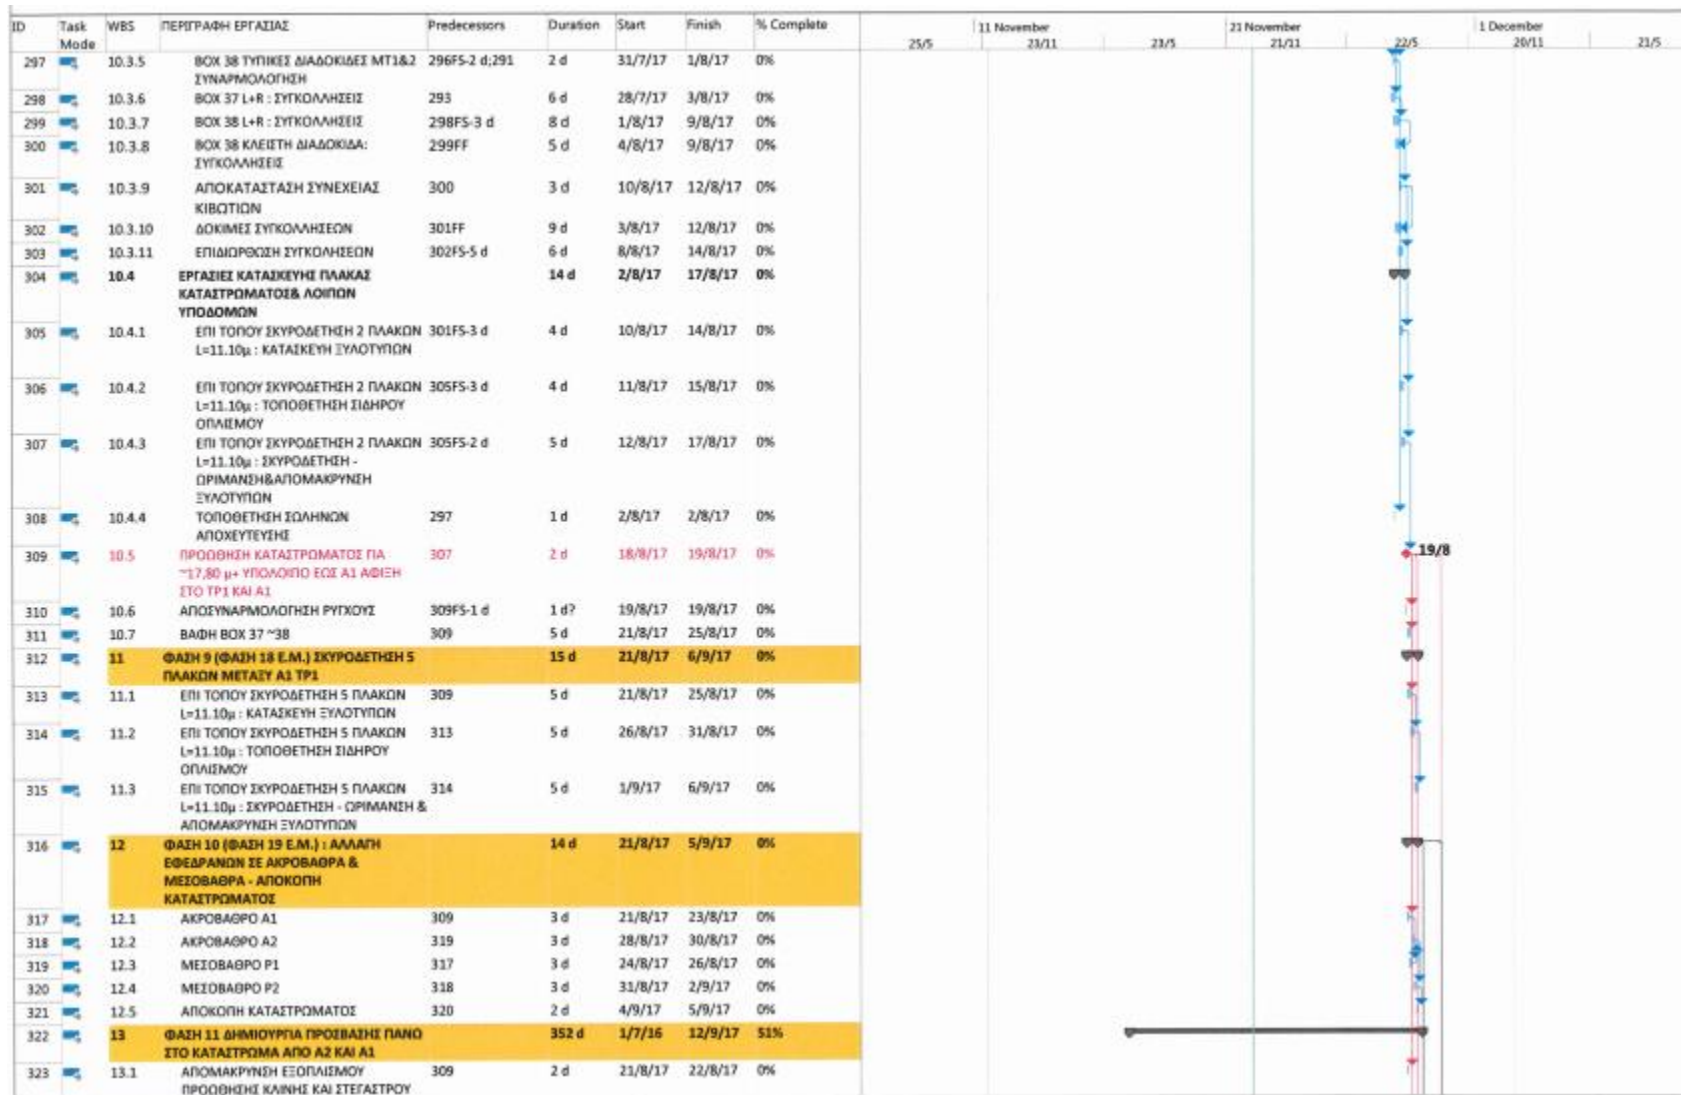 ID Task Mode WBS ΠΕΡΙΓΡΑΦΗ ΕΡΓΑΣΙΑΣ Predecessors Duration Start Finish % Complete
11 November 21 November 1 December
25/5 23/11 23/5 21/11 22/5 20/11 21/5
297 10.3.5 BOX 38 ΤΥΠΙΚΕΣ ΔΙΑΔΟΚΙΔΕΣ ΜΤ1&2 296FS-2 d;291 2 d 31/7/17 1/8/17 0%
ΣΥΝΑΡΜΟΛΟΓΗΣΗ
298 10.3.6 BOX 37 L+R : ΣΥΓΚΟΛΛΗΣΕΙΣ 293 6 d 28/7/17 3/8/17 0%
299 10.3.7 BOX 38 L+R : ΣΥΓΚΟΛΛΗΣΕΙΣ 298FS-3 d 8 d 1/8/17 9/8/17 0%
300 10.3.8 BOX 38 ΚΛΕΙΣΤΗ ΔΙΑΔΟΚΙΔΑ: 299FF 5 d 4/8/17 9/8/17 0%
ΣΥΓΚΟΛΛΗΣΕΙΣ
301 10.3.9 ΑΠΟΚΑΤΑΣΤΑΣΗ ΣΥΝΕΧΕΙΑΣ 300 3 d 10/8/17 12/8/17 0%
ΚΙΒΩΤΙΩΝ
302 10.3.10 ΔΟΚΙΜΕΣ ΣΥΓΚΟΛΛΗΣΕΩΝ 301FF 9 d 3/8/17 12/8/17 0%
303 10.3.11 ΕΠΙΔΙΟΡΘΩΣΗ ΣΥΓΚΟΛΗΣΕΩΝ 302FS-5 d 6 d 8/8/17 14/8/17 0%
304 10.4 ΕΡΓΑΣΙΕΣ ΚΑΤΑΣΚΕΥΗΣ ΠΛΑΚΑΣ 14 d 2/8/17 17/8/17 0%
ΚΑΤΑΣΤΡΩΜΑΤΟΣ& ΛΟΙΠΩΝ
ΥΠΟΔΟΜΩΝ
305 10.4.1 ΕΠΙ ΤΟΠΟΥ ΣΚΥΡΟΔΕΤΗΣΗ 2 ΠΛΑΚΩΝ 301FS-3 d 4 d 10/8/17 14/8/17 0%
L=11.10μ : ΚΑΤΑΣΚΕΥΗ ΞΥΛΟΤΥΠΩΝ
306 10.4.2 ΕΠΙ ΤΟΠΟΥ ΣΚΥΡΟΔΕΤΗΣΗ 2 ΠΛΑΚΩΝ 305FS-3 d 4 d 11/8/17 15/8/17 0%
L=11.10μ : ΤΟΠΟΘΕΤΗΣΗ ΣΙΔΗΡΟΥ
ΟΠΛΙΣΜΟΥ
307 10.4.3 ΕΠΙ ΤΟΠΟΥ ΣΚΥΡΟΔΕΤΗΣΗ 2 ΠΛΑΚΩΝ 305FS-2 d 5 d 12/8/17 17/8/17 0%
L=11.10μ : ΣΚΥΡΟΔΕΤΗΣΗ -
ΩΡΙΜΑΝΣΗ&ΑΠΟΜΑΚΡΥΝΣΗ
ΞΥΛΟΤΥΠΩΝ
308 10.4.4 ΤΟΠΟΘΕΤΗΣΗ ΣΩΛΗΝΩΝ 297 1 d 2/8/17 2/8/17 0%
ΑΠΟΧΕΥΤΕΥΣΗΣ
309 10.5 ΠΡΟΩΘΗΣΗ ΚΑΤΑΣΤΡΩΜΑΤΟΣ ΓΙΑ 307 2 d 18/8/17 19/8/17 0% 19/8
~17,80 μ+ ΥΠΟΛΟΙΠΟ ΕΩΣ Α1 ΑΦΙΞΗ
ΣΤΟ TP1 ΚΑΙ Α1
310 10.6 ΑΠΟΣΥΝΑΡΜΟΛΟΓΗΣΗ ΡΥΓΧΟΥΣ 309FS-1 d 1 d? 19/8/17 19/8/17 0%
311 10.7 ΒΑΦΗ BOX 37 ~38 309 5 d 21/8/17 25/8/17 0%
312 11 ΦΑΣΗ 9 (ΦΑΣΗ 18 Ε.Μ.) ΣΚΥΡΟΔΕΤΗΣΗ 5 15 d 21/8/17 6/9/17 0%
ΠΛΑΚΩΝ ΜΕΤΑΞΥ Α1 TP1
313 11.1 ΕΠΙ ΤΟΠΟΥ ΣΚΥΡΟΔΕΤΗΣΗ 5 ΠΛΑΚΩΝ 309 5 d 21/8/17 25/8/17 0%
L=11.10μ : ΚΑΤΑΣΚΕΥΗ ΞΥΛΟΤΥΠΩΝ
314 11.2 ΕΠΙ ΤΟΠΟΥ ΣΚΥΡΟΔΕΤΗΣΗ 5 ΠΛΑΚΩΝ 313 5 d 26/8/17 31/8/17 0%
L=11.10μ : ΤΟΠΟΘΕΤΗΣΗ ΣΙΔΗΡΟΥ
ΟΠΛΙΣΜΟΥ
315 11.3 ΕΠΙ ΤΟΠΟΥ ΣΚΥΡΟΔΕΤΗΣΗ 5 ΠΛΑΚΩΝ 314 5 d 1/9/17 6/9/17 0%
L=11.10μ : ΣΚΥΡΟΔΕΤΗΣΗ - ΩΡΙΜΑΝΣΗ &
ΑΠΟΜΑΚΡΥΝΣΗ ΞΥΛΟΤΥΠΩΝ
316 12 ΦΑΣΗ 10 (ΦΑΣΗ 19 Ε.Μ.) : ΑΛΛΑΓΗ 14 d 21/8/17 5/9/17 0%
ΕΦΕΔΡΑΝΩΝ ΣΕ ΑΚΡΟΒΑΘΡΑ &
ΜΕΣΟΒΑΘΡΑ - ΑΠΟΚΟΠΗ
ΚΑΤΑΣΤΡΩΜΑΤΟΣ
317 12.1 ΑΚΡΟΒΑΘΡΟ Α1 309 3 d 21/8/17 23/8/17 0%
318 12.2 ΑΚΡΟΒΑΘΡΟ Α2 319 3 d 28/8/17 30/8/17 0%
319 12.3 ΜΕΣΟΒΑΘΡΟ P1 317 3 d 24/8/17 26/8/17 0%
320 12.4 ΜΕΣΟΒΑΘΡΟ P2 318 3 d 31/8/17 2/9/17 0%
321 12.5 ΑΠΟΚΟΠΗ ΚΑΤΑΣΤΡΩΜΑΤΟΣ 320 2 d 4/9/17 5/9/17 0%
322 13 ΦΑΣΗ 11 ΔΗΜΙΟΥΡΓΙΑ ΠΡΟΣΒΑΣΗΣ ΠΑΝΩ 352 d 1/7/16 12/9/17 51%
ΣΤΟ ΚΑΤΑΣΤΡΩΜΑ ΑΠΟ Α2 ΚΑΙ Α1
323 13.1 ΑΠΟΜΑΚΡΥΝΣΗ ΕΞΟΠΛΙΣΜΟΥ 309 2 d 21/8/17 22/8/17 0%
ΠΡΟΩΘΗΣΗΣ ΚΛΙΝΗΣ ΚΑΙ ΣΤΕΓΑΣΤΡΟΥ